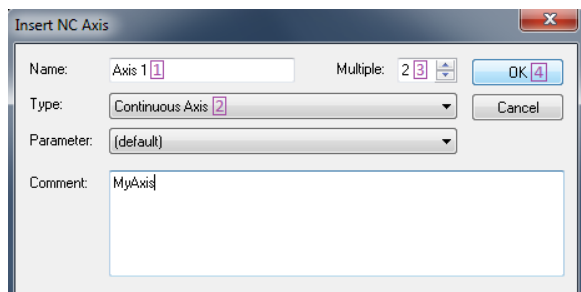 Insert NC Axis
Name: Axis 1 1 Multiple: 2 3 OK 4
Type: Continuous Axis 2 Cancel
Parameter: (default)
Comment: MyAxis